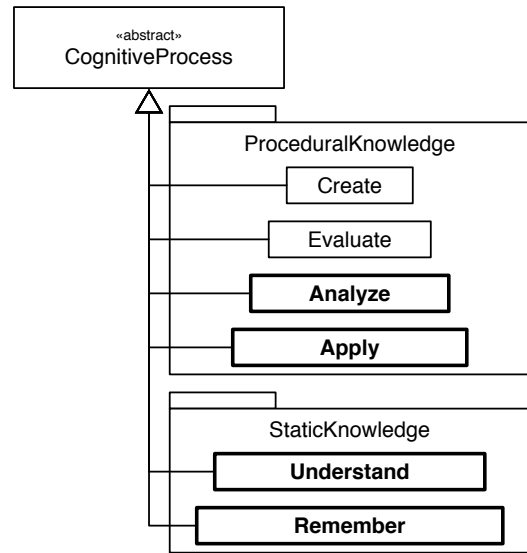 «abstract»
CognitiveProcess
ProceduralKnowledge
Create
Evaluate
Analyze
Apply
StaticKnowledge
Understand
Remember